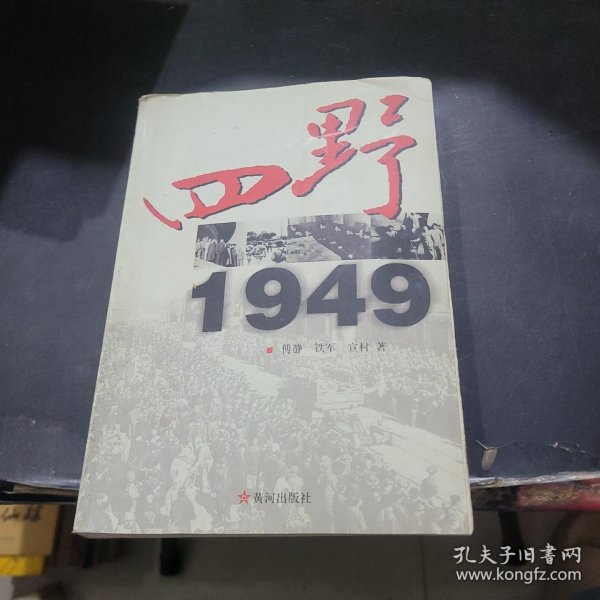 四野
1949
傅静 铁军 宣村 著
黄河出版社
孔夫子旧书网
www.kongfz.com